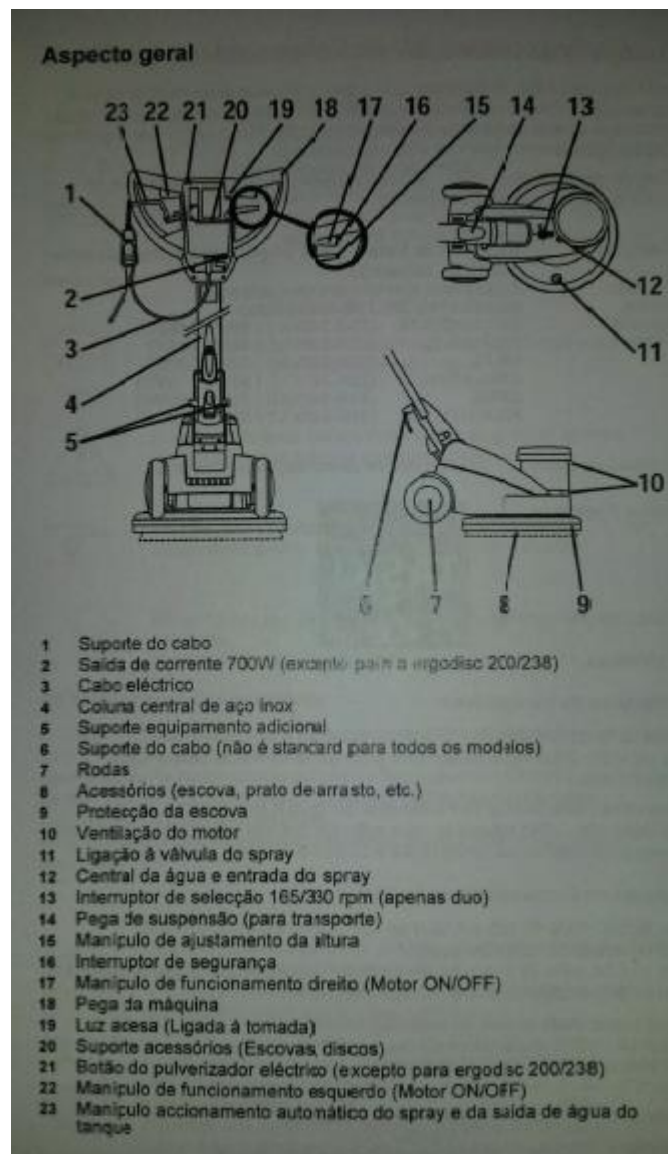 Aspecto geral
23 22 21 20 19 18 17 16 15 14 13
1
2
3
4
5
12
11
10
6 7 8 9
1 Suporte do cabo
2 Saída de corrente 700W (excepto para a ergodisc 200/238)
3 Cabo eléctrico
4 Coluna central de aço inox
5 Suporte equipamento adicional
6 Suporte do cabo (não é standard para todos os modelos)
7 Rodas
8 Acessórios (escova, prato de arrasto, etc.)
9 Protecção da escova
10 Ventilação do motor
11 Ligação à válvula do spray
12 Central da água e entrada do spray
13 Interruptor de selecção 165/330 rpm (apenas duo)
14 Pega de suspensão (para transporte)
15 Manípulo de ajustamento da altura
16 Interruptor de segurança
17 Manípulo de funcionamento direito (Motor ON/OFF)
18 Pega da máquina
19 Luz acesa (Ligada à tomada)
20 Suporte acessórios (Escovas, discos)
21 Botão do pulverizador eléctrico (excepto para ergodisc 200/238)
22 Manípulo de funcionamento esquerdo (Motor ON/OFF)
23 Manípulo accionamento automático do spray e da saída de água do
tanque